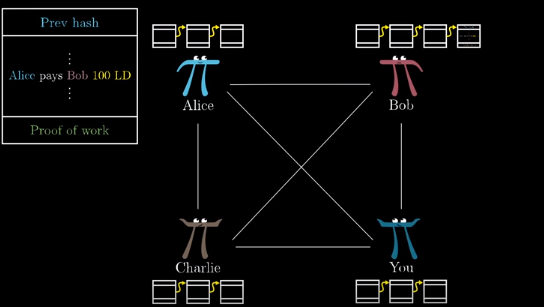 Prev hash
Alice pays Bob 100 LD
Proof of work
Alice
Bob
Charlie
You